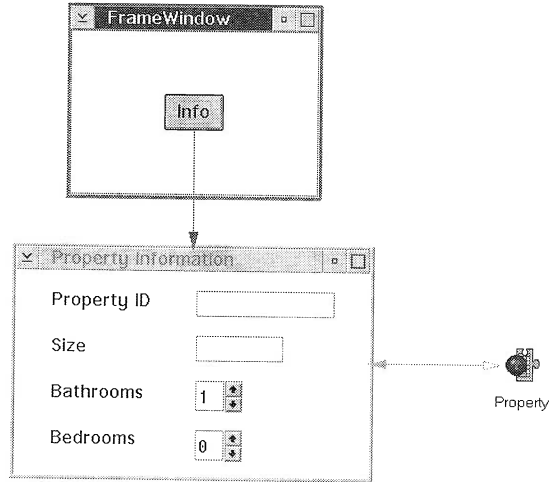 FrameWindow
Info
Property Information
Property ID
Size
Bathrooms
1
Bedrooms
0
Property